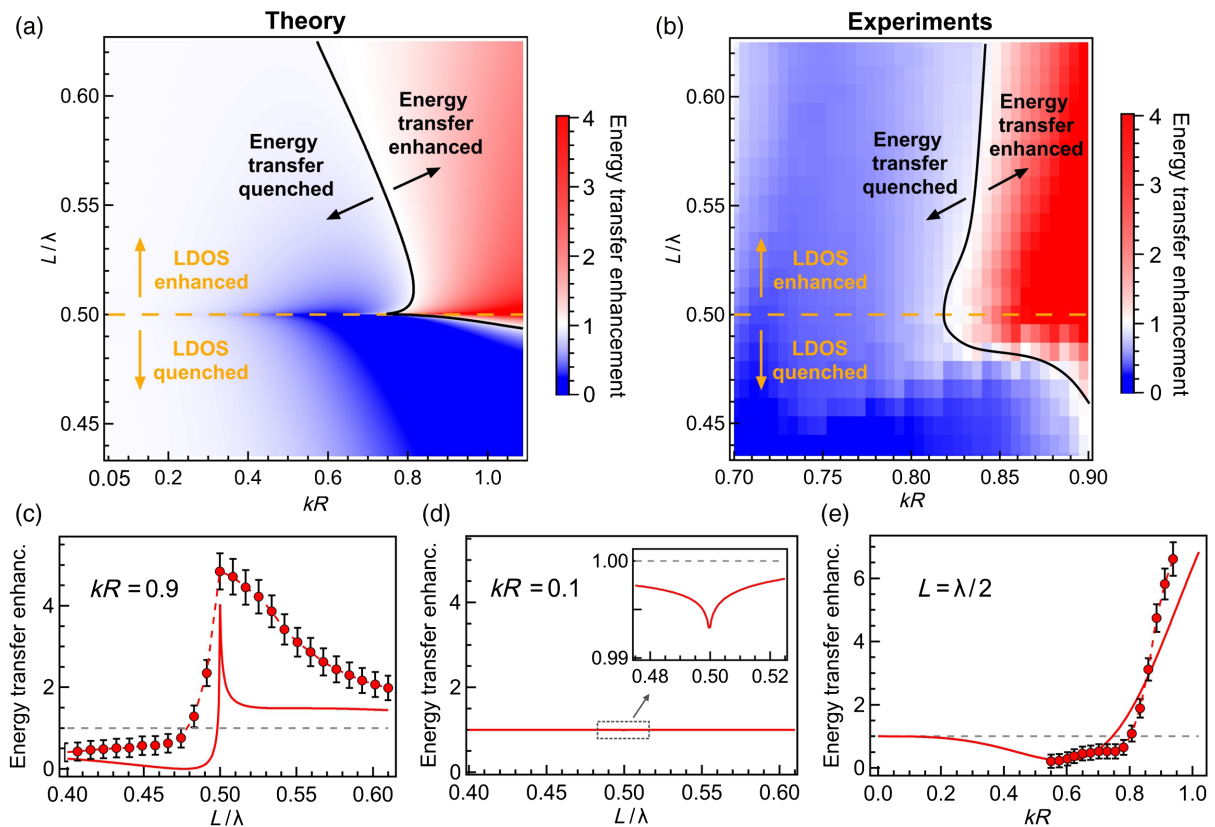 (a)
Theory
0.60
0.55
0.50
0.45
L/λ
Energy
transfer
enhanced
Energy
transfer
quenched
LDOS
enhanced
LDOS
quenched
0.05
0.2
0.4
0.6
0.8
1.0
kR
4
3
2
1
0
Energy transfer enhancement
(b)
Experiments
0.60
0.55
0.50
0.45
L/λ
Energy
transfer
enhanced
Energy
transfer
quenched
LDOS
enhanced
LDOS
quenched
0.70
0.75
0.80
0.85
0.90
kR
4
3
2
1
0
Energy transfer enhancement
(c)
Energy transfer enhanc.
4
2
0
kR = 0.9
0.40
0.45
0.50
0.55
0.60
L/λ
(d)
Energy transfer enhanc.
4
2
0
kR = 0.1
1.00
0.99
0.48
0.50
0.52
0.40
0.45
0.50
0.55
0.60
L/λ
(e)
Energy transfer enhanc.
6
4
2
0
L = λ/2
0.0
0.2
0.4
0.6
0.8
1.0
kR